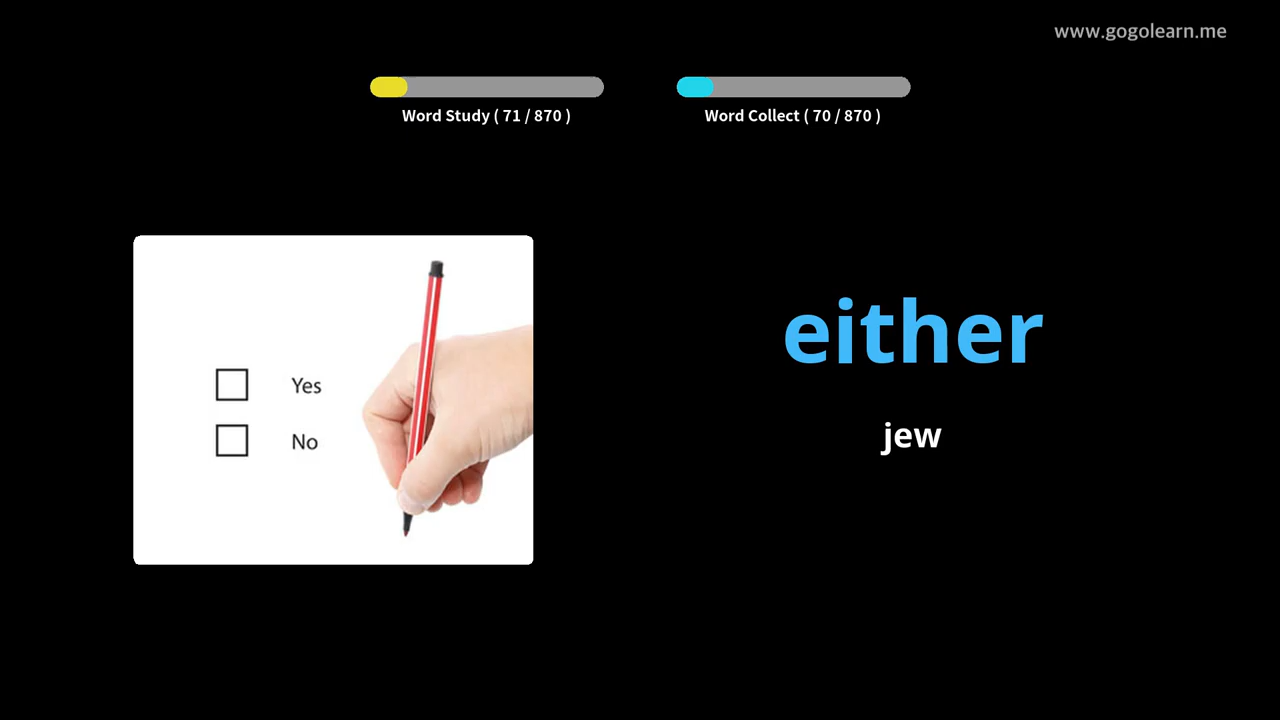 www.gogolearn.me
Word Study ( 71 / 870 )
Word Collect ( 70 / 870 )
Yes
No
either
jew